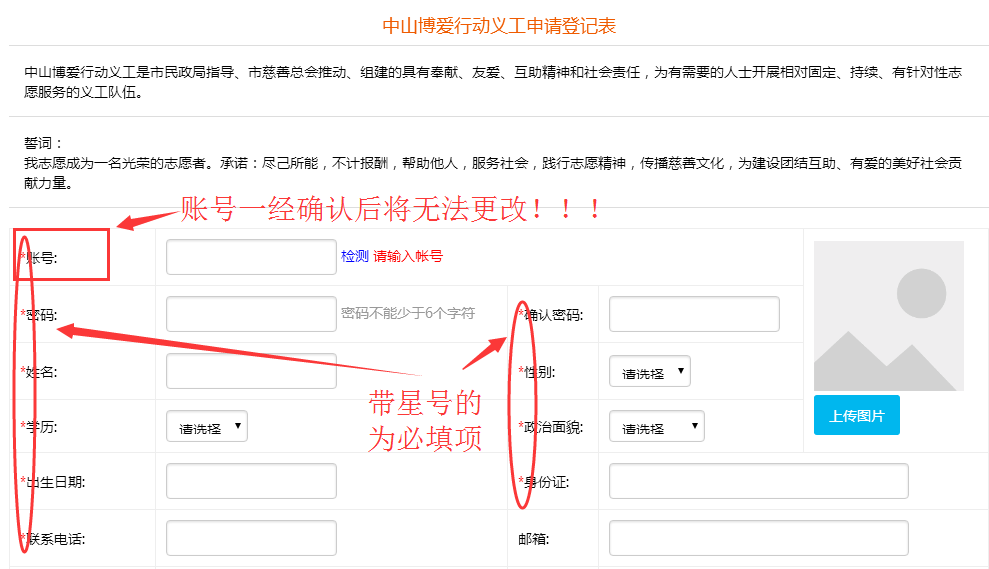 中山博爱行动义工申请登记表
中山博爱行动义工是市民政局指导、市慈善总会推动、组建的具有奉献、友爱、互助精神和社会责任，为有需要的人士开展相对固定、持续、有针对性志
愿服务的义工队伍。
誓词：
我志愿成为一名光荣的志愿者。承诺：尽己所能，不计报酬，帮助他人，服务社会，践行志愿精神，传播慈善文化，为建设团结互助、有爱的美好社会贡
献力量。
账号一经确认后将无法更改！！！
*账号: 检测 请输入帐号
*密码: 密码不能少于6个字符 *确认密码:
*姓名: *性别: 请选择
带星号的
为必填项
上传图片
*学历: 请选择 *政治面貌: 请选择
*出生日期: *身份证:
*联系电话: 邮箱: